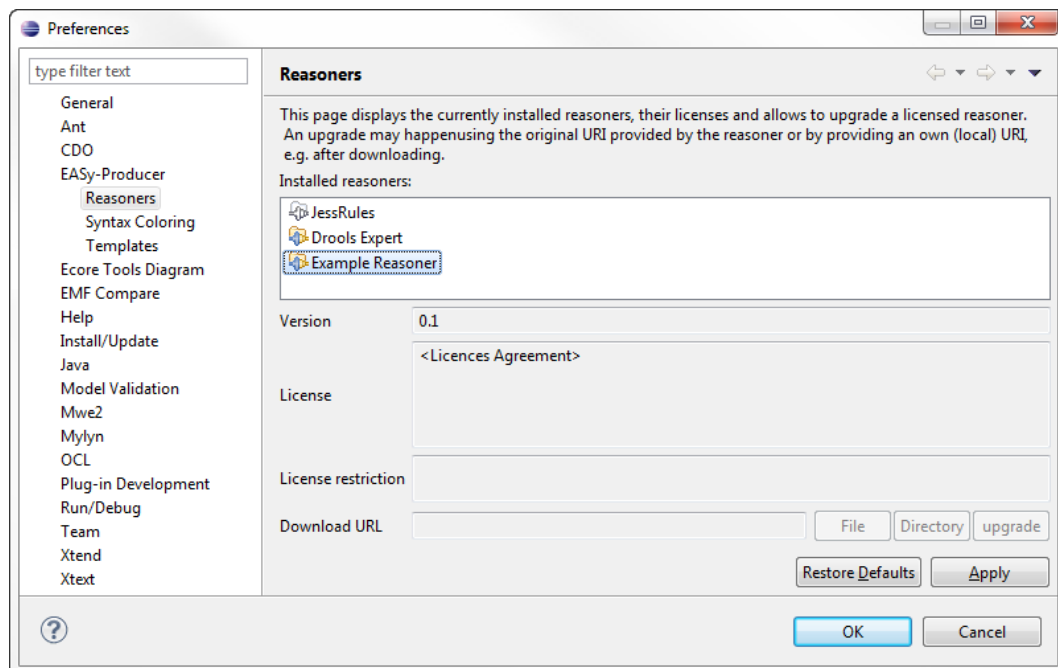 Preferences
type filter text
General
Ant
CDO
EASy-Producer
Reasoners
Syntax Coloring
Templates
Ecore Tools Diagram
EMF Compare
Help
Install/Update
Java
Model Validation
Mwe2
Mylyn
OCL
Plug-in Development
Run/Debug
Team
Xtend
Xtext
Reasoners
This page displays the currently installed reasoners, their licenses and allows to upgrade a licensed reasoner.
An upgrade may happenusing the original URI provided by the reasoner or by providing an own (local) URI,
e.g. after downloading.
Installed reasoners:
JessRules
Drools Expert
Example Reasoner
Version 0.1
<Licences Agreement>
License
License restriction
Download URL File Directory upgrade
Restore Defaults Apply
? OK Cancel